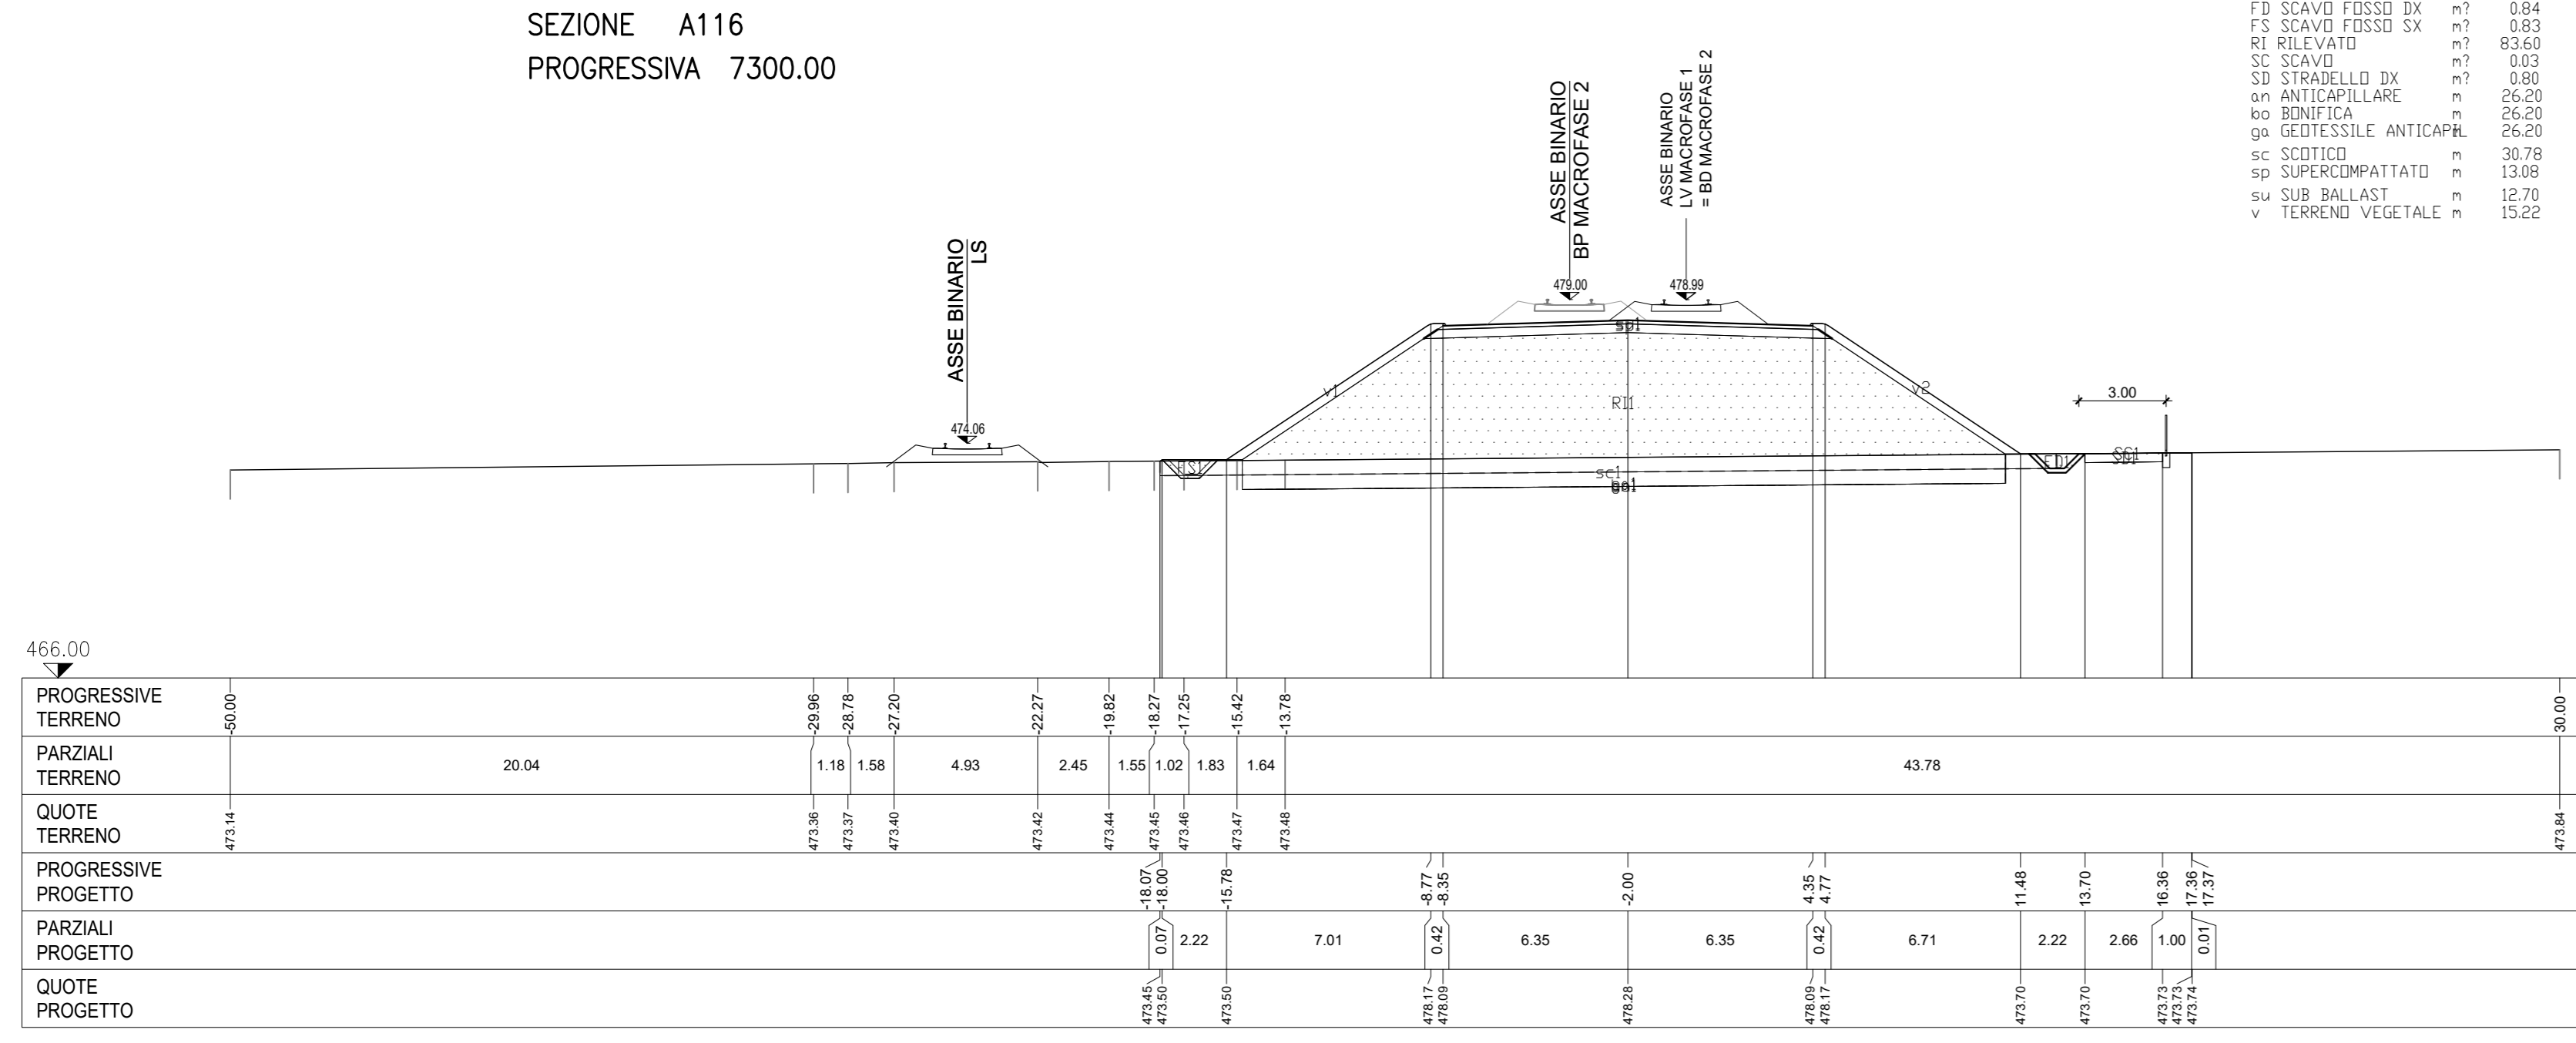 SEZIONE A116
PROGRESSIVA 7300.00
FD SCAVO FOSSO DX m? 0.84
FS SCAVO FOSSO SX m? 0.83
RI RILEVATO m? 83.60
SC SCAVO m? 0.03
SD STRADELLO DX m? 0.80
an ANTICAPILLARE m 26.20
bo BONIFICA m 26.20
ga GEOTESSILE ANTICAPIL m 26.20
sc SCOTICO m 30.78
sp SUPERCOMPATTATO m 13.08
su SUB BALLAST m 12.70
v TERRENO VEGETALE m 15.22
ASSE BINARIO
LS
474.06
ASSE BINARIO
BP MACROFASE 2
479.00
ASSE BINARIO
LV MACROFASE 1
= BD MACROFASE 2
478.99
v1
RI1
v2
3.00
FS1
sc1
FD1
SC1
466.00
PROGRESSIVE
TERRENO
-50.00 -29.96 -28.78 -27.20 -22.27 -19.82 -18.27 -17.25 -15.42 -13.78 30.00
PARZIALI
TERRENO
20.04 1.18 1.58 4.93 2.45 1.55 1.02 1.83 1.64 43.78
QUOTE
TERRENO
473.14 473.36 473.37 473.40 473.42 473.44 473.45 473.46 473.47 473.48 473.84
PROGRESSIVE
PROGETTO
-18.07 -18.00 -15.78 -8.77 -8.35 -2.00 4.35 4.77 11.48 13.70 16.36 17.36 17.37
PARZIALI
PROGETTO
0.07 2.22 7.01 0.42 6.35 6.35 0.42 6.71 2.22 2.66 1.00 0.01
QUOTE
PROGETTO
473.45 473.50 473.50 478.17 478.09 478.28 478.09 478.17 473.70 473.70 473.73 473.73 473.74